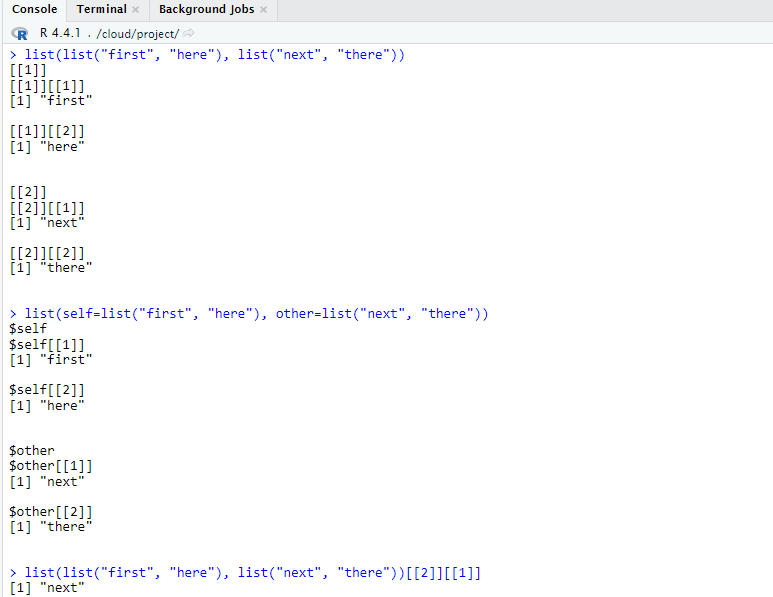 Console Terminal × Background Jobs ×
R R 4.4.1 . /cloud/project/
> list(list("first", "here"), list("next", "there"))
[[1]]
[[1]][[1]]
[1] "first"

[[1]][[2]]
[1] "here"


[[2]]
[[2]][[1]]
[1] "next"

[[2]][[2]]
[1] "there"


> list(self=list("first", "here"), other=list("next", "there"))
$self
$self[[1]]
[1] "first"

$self[[2]]
[1] "here"


$other
$other[[1]]
[1] "next"

$other[[2]]
[1] "there"


> list(list("first", "here"), list("next", "there"))[[2]][[1]]
[1] "next"